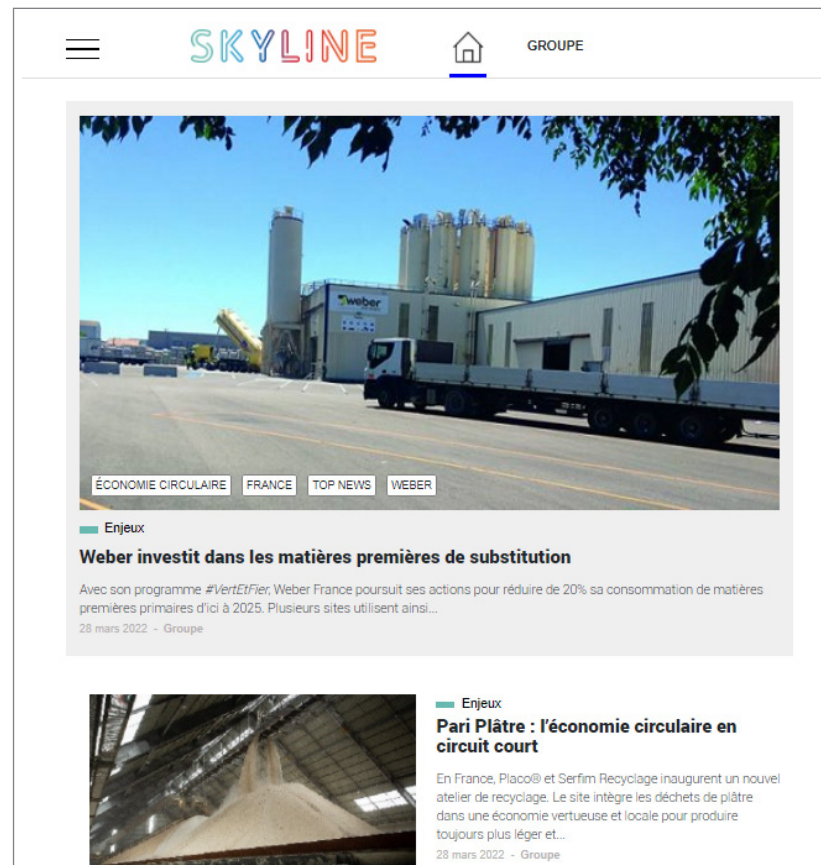 SKYLINE
GROUPE
weber
ÉCONOMIE CIRCULAIRE FRANCE TOP NEWS WEBER
Enjeux
Weber investit dans les matières premières de substitution
Avec son programme #VertEtFier, Weber France poursuit ses actions pour réduire de 20% sa consommation de matières
premières primaires d'ici à 2025. Plusieurs sites utilisent ainsi...
28 mars 2022 - Groupe
Enjeux
Pari Plâtre : l'économie circulaire en
circuit court
En France, Placo® et Serfim Recyclage inaugurent un nouvel
atelier de recyclage. Le site intègre les déchets de plâtre
dans une économie vertueuse et locale pour produire
toujours plus léger et...
28 mars 2022 - Groupe